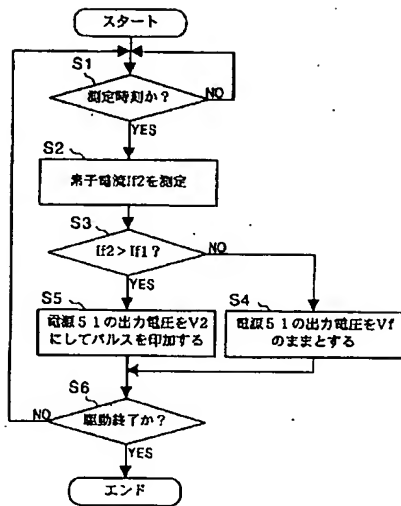 スタート
S1
測定時刻か？
NO
YES
S2
素子電流If2を測定
S3
If2>If1？
NO
YES
S5
電源51の出力電圧をV2
にしてパルスを印加する
S4
電源51の出力電圧をVf
のままとする
S6
駆動終了か？
NO
YES
エンド